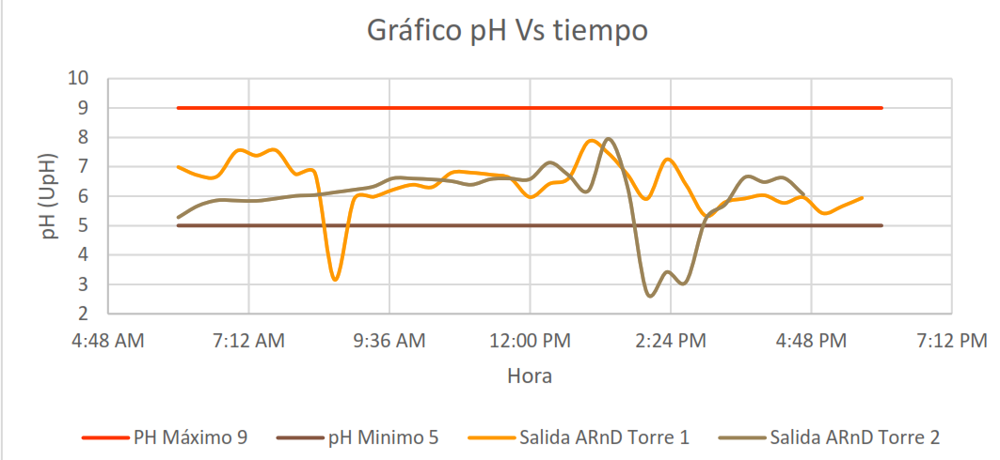 Gráfico pH Vs tiempo
10
9
8
7
6
5
4
3
2
pH (UpH)
4:48 AM 7:12 AM 9:36 AM 12:00 PM 2:24 PM 4:48 PM 7:12 PM
Hora
PH Máximo 9 pH Minimo 5 Salida ARnD Torre 1 Salida ARnD Torre 2